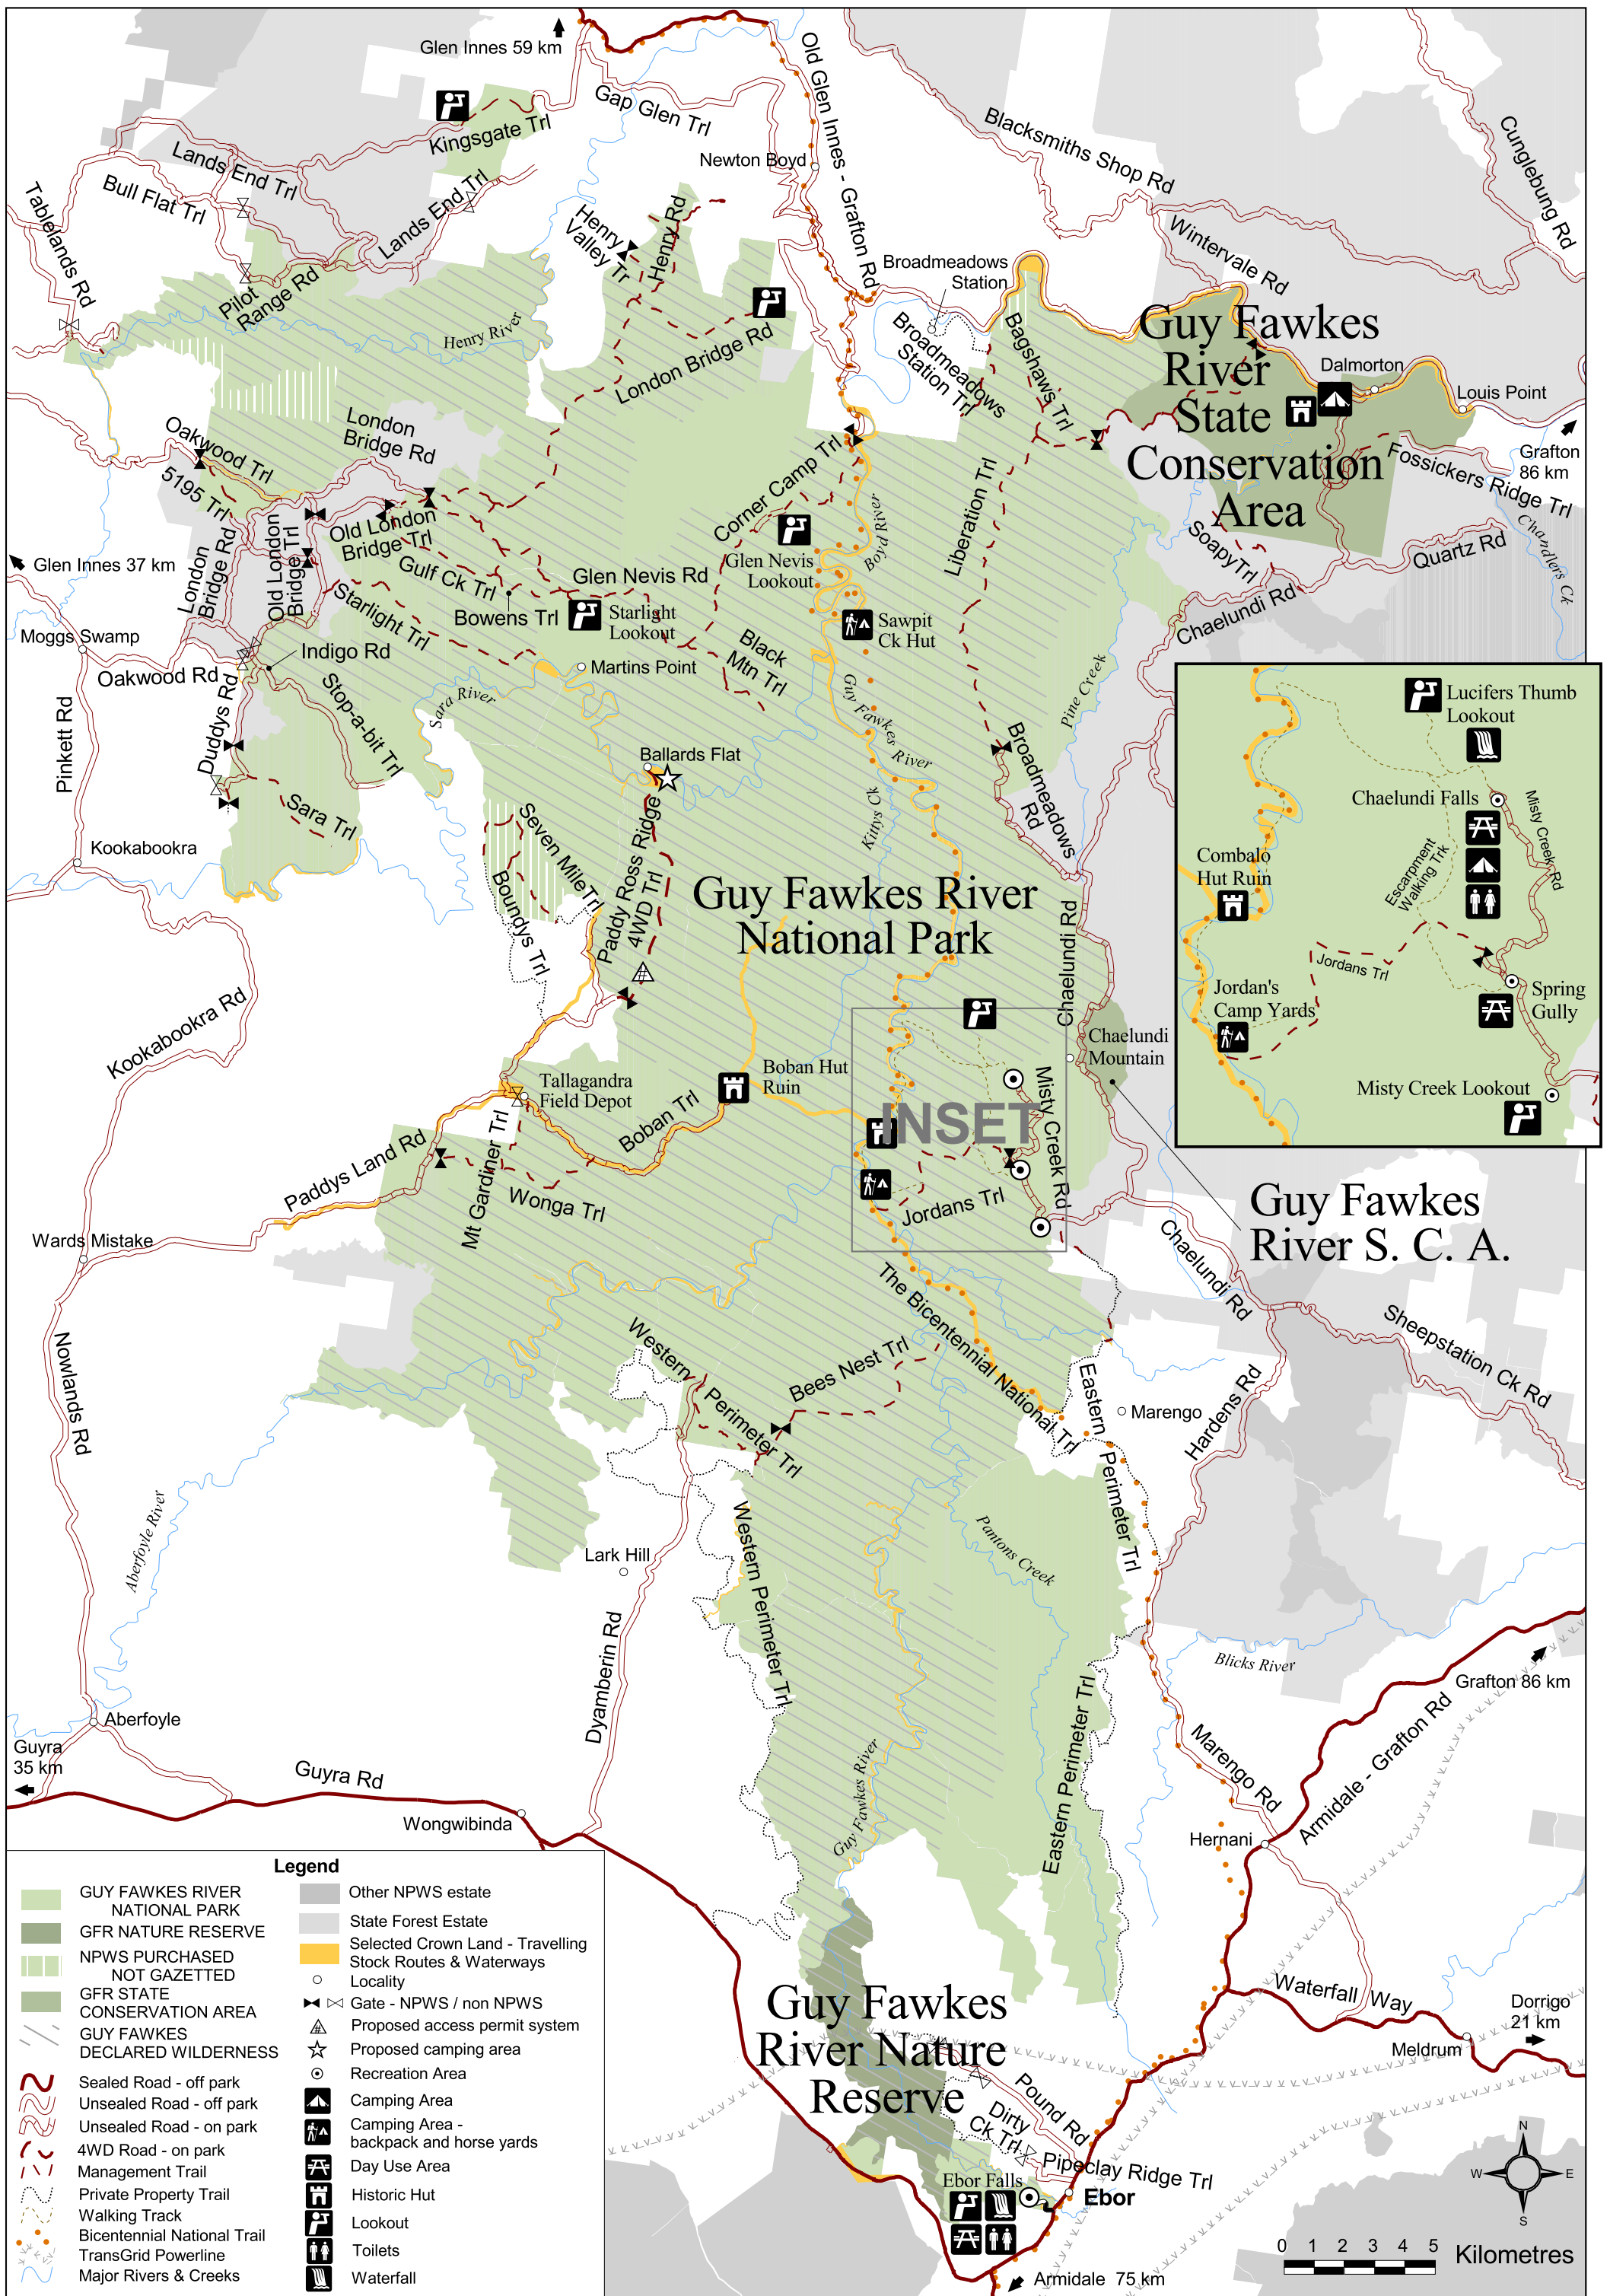 Glen Innes 59 km
Old Glen Innes - Grafton Rd
Gap Glen Trl
Kingsgate Trl
Newton Boyd
Blacksmiths Shop Rd
Cunglebung Rd
Lands End Trl
Bull Flat Trl
Lands End Trl
Tablelands Rd
Henry
Valley Tr
Henry Rd
Wintervale Rd
Broadmeadows
Station
Pilot
Range Rd
Henry River
London Bridge Rd
Broadmeadows
Station Trl
Bagshaws Trl
Guy Fawkes
River
State
Conservation
Area
Dalmorton
Louis Point
Grafton
86 km
Fossickers Ridge Trl
Oakwood Trl
London
Bridge Rd
5195 Trl
Corner Camp Trl
Liberation Trl
Boyd River
Old London
Bridge Trl
Glen Innes 37 km
London
Bridge Rd
Old London
Bridge Trl
Gulf Ck Trl
Glen Nevis Rd
Glen Nevis
Lookout
SoapyTrl
Quartz Rd
Chandlers Ck
Chaelundi Rd
Starlight Trl
Bowens Trl
Starlight
Lookout
Sawpit
Ck Hut
Black
Mtn Trl
Moggs Swamp
Indigo Rd
Oakwood Rd
Martins Point
Pinkett Rd
Duddys Rd
Stop-a-bit Trl
Sara River
Guy Fawkes River
Pine Creek
Ballards Flat
Broadmeadows
Rd
Sara Trl
Kookabookra
Seven MileTrl
Boundys Trl
Paddy Ross Ridge
4WD Trl
Kittys Ck
Guy Fawkes River
National Park
Chaelundi Rd
Lucifers Thumb
Lookout
Chaelundi Falls
Misty Creek Rd
Escarpment
Walking Trk
Combalo
Hut Ruin
Jordans Trl
Jordan's
Camp Yards
Spring
Gully
Misty Creek Lookout
Kookabookra Rd
Chaelundi
Mountain
Tallagandra
Field Depot
Boban Hut
Ruin
INSET
Misty Creek Rd
Boban Trl
Paddys Land Rd
Mt Gardiner Trl
Wonga Trl
Jordans Trl
Guy Fawkes
River S. C. A.
Wards Mistake
Chaelundi Rd
The Bicentennial National Trl
Sheepstation Ck Rd
Nowlands Rd
Western
Perimeter Trl
Bees Nest Trl
Eastern
Perimeter Trl
Marengo
Hardens Rd
Aberfoyle River
Lark Hill
Western Perimeter Trl
Pantons Creek
Dyamberin Rd
Blicks River
Grafton 86 km
Eastern Perimeter Trl
Aberfoyle
Guyra
35 km
Guyra Rd
Wongwibinda
Guy Fawkes River
Marengo Rd
Armidale - Grafton Rd
Hernani
Waterfall Way
Dorrigo
21 km
Meldrum
Guy Fawkes
River Nature
Reserve
Pound Rd
Dirty
Ck Trl
Pipeclay Ridge Trl
Ebor Falls
Ebor
Armidale 75 km
N
W
E
S
0 1 2 3 4 5
Kilometres
Legend
GUY FAWKES RIVER
NATIONAL PARK
GFR NATURE RESERVE
NPWS PURCHASED
NOT GAZETTED
GFR STATE
CONSERVATION AREA
GUY FAWKES
DECLARED WILDERNESS
Sealed Road - off park
Unsealed Road - off park
Unsealed Road - on park
4WD Road - on park
Management Trail
Private Property Trail
Walking Track
Bicentennial National Trail
TransGrid Powerline
Major Rivers & Creeks
Other NPWS estate
State Forest Estate
Selected Crown Land - Travelling
Stock Routes & Waterways
Locality
Gate - NPWS / non NPWS
Proposed access permit system
Proposed camping area
Recreation Area
Camping Area
Camping Area -
backpack and horse yards
Day Use Area
Historic Hut
Lookout
Toilets
Waterfall